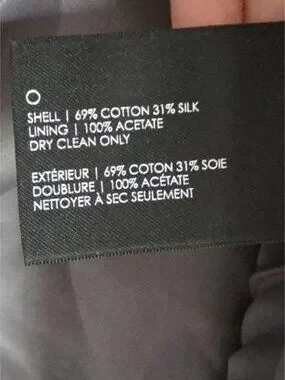 SHELL | 69% COTTON 31% SILK
LINING | 100% ACETATE
DRY CLEAN ONLY
EXTÉRIEUR | 69% COTON 31% SOIE
DOUBLURE | 100% ACÉTATE
NETTOYER À SEC SEULEMENT